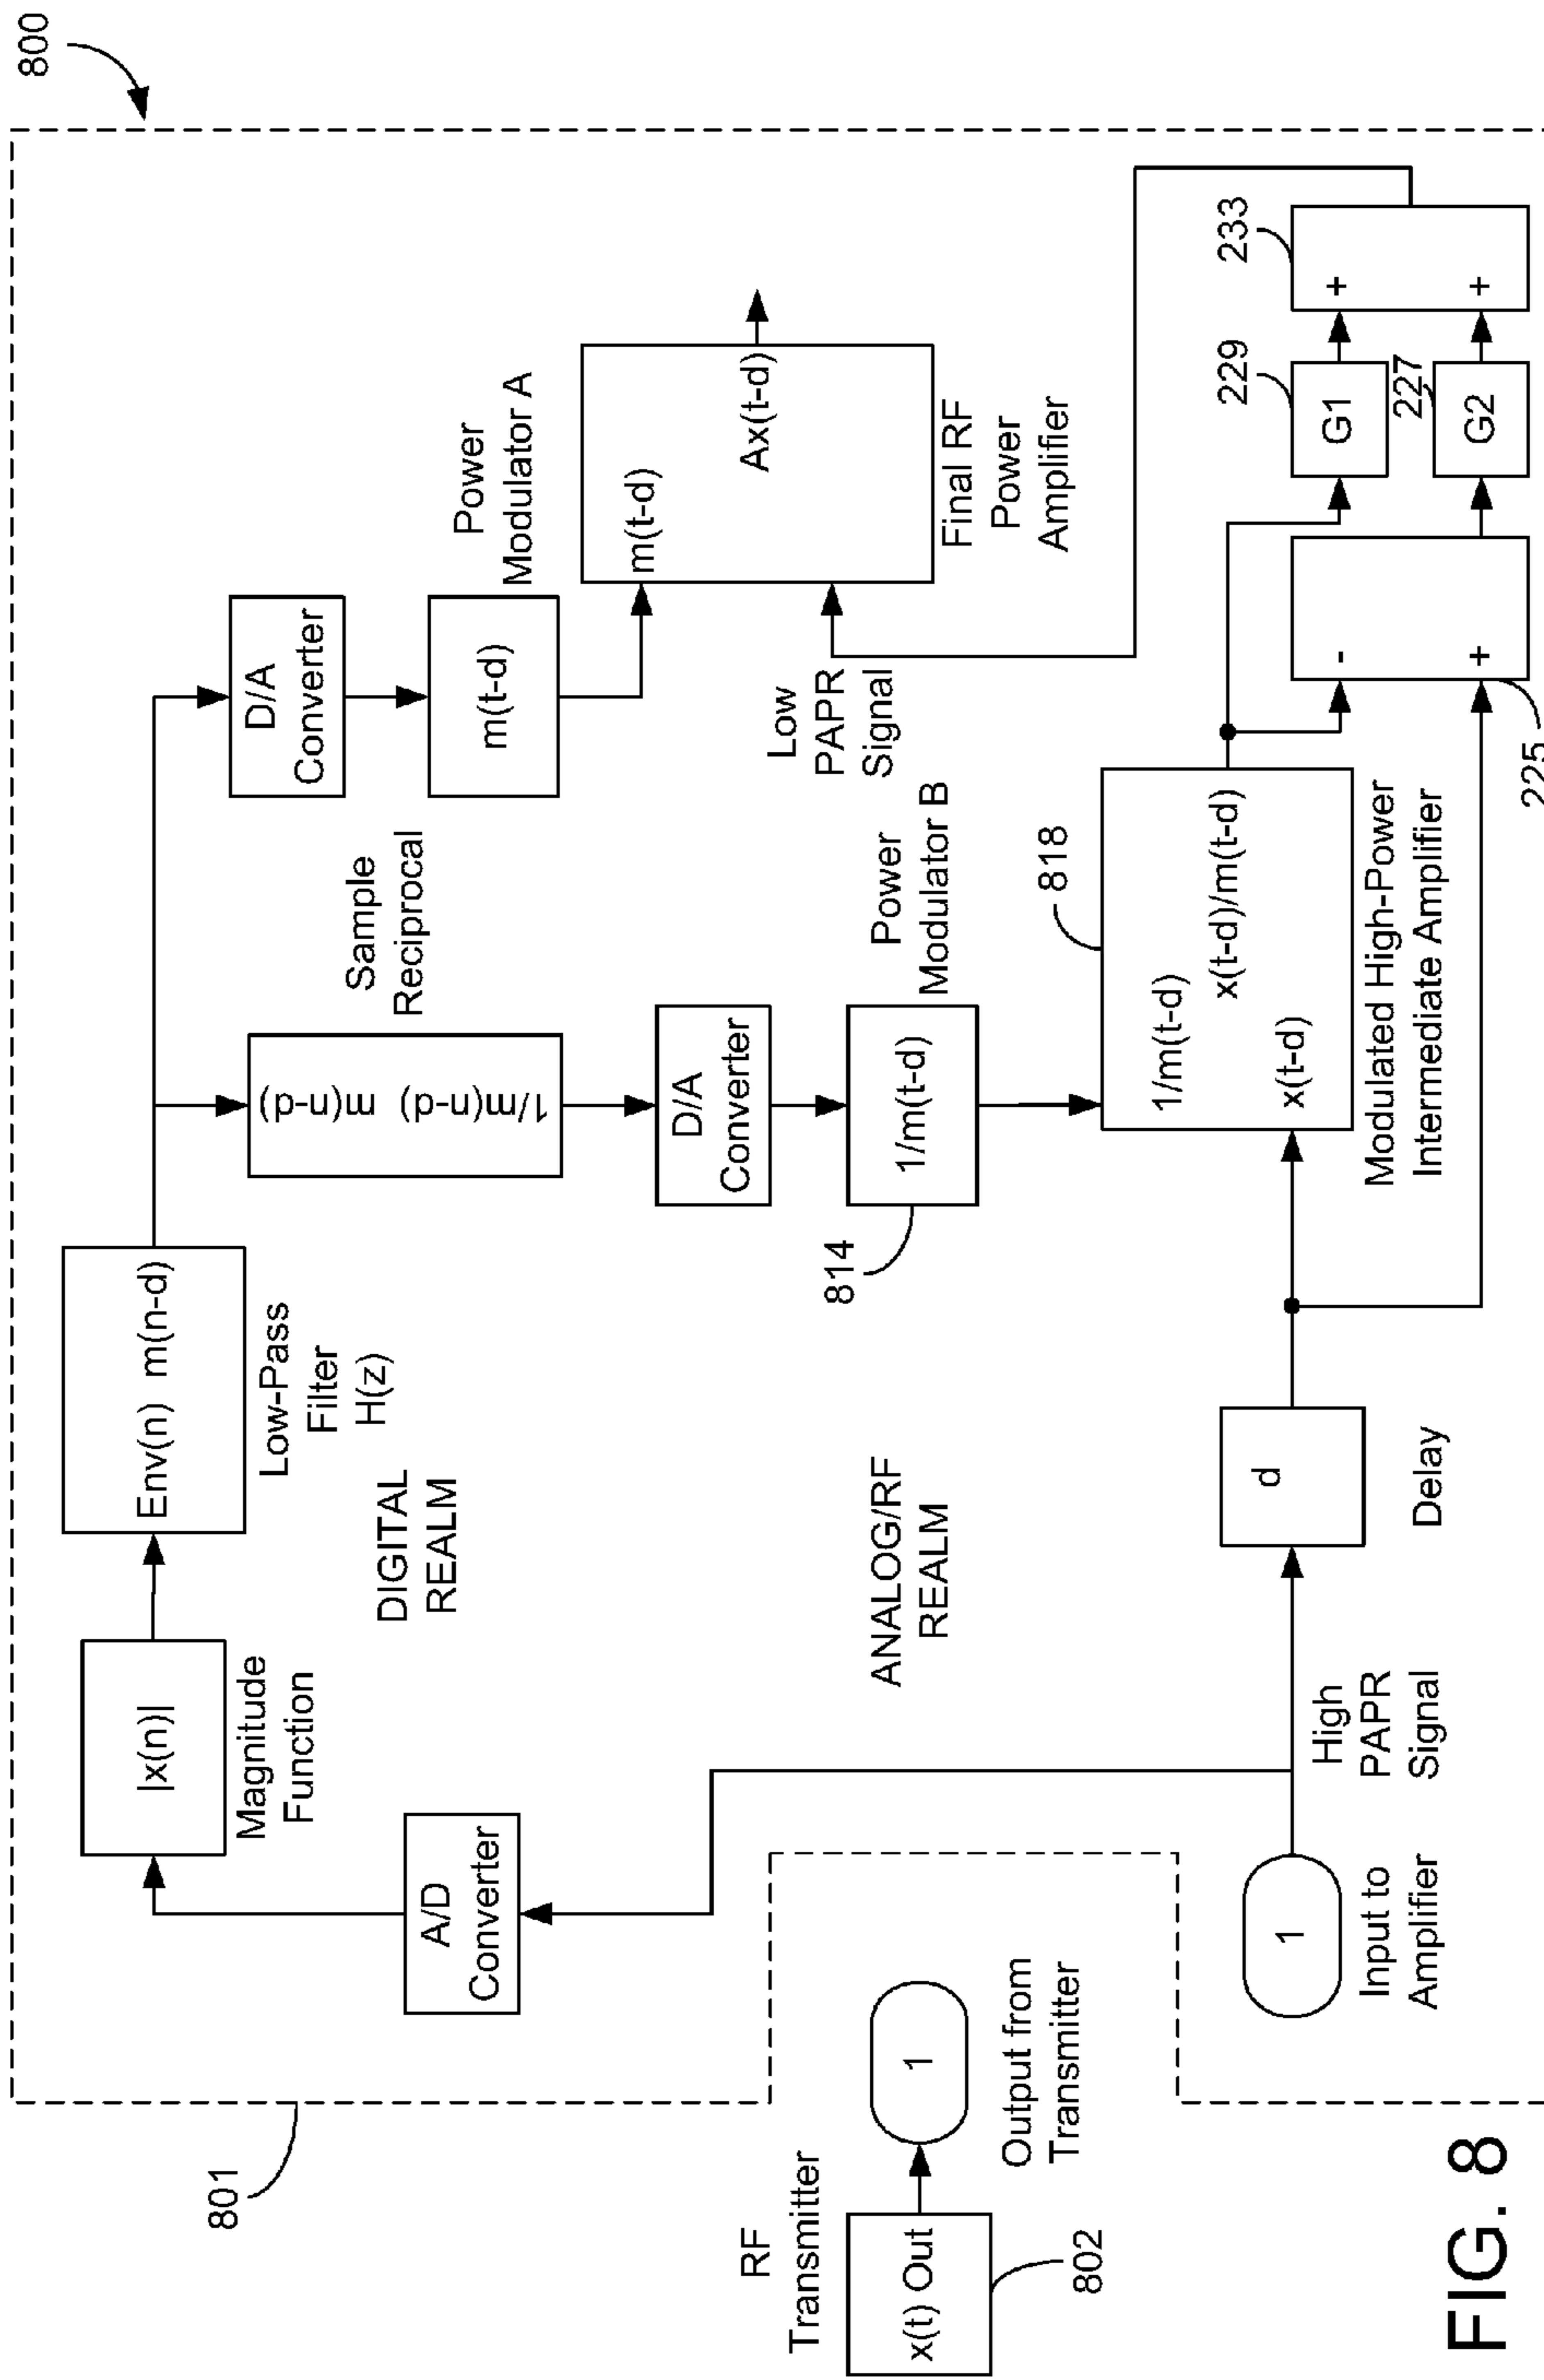 800
801
|x(n)|
Magnitude
Function
Env(n) m(n-d)
Low-Pass
Filter
H(z)
DIGITAL
REALM
A/D
Converter
m(n-d) 1/m(n-d)
Sample
Reciprocal
D/A
Converter
m(t-d)
Power
Modulator A
D/A
Converter
1/m(t-d)
814
Power
Modulator B
m(t-d)
Ax(t-d)
Final RF
Power
Amplifier
Low
PAPR
Signal
ANALOG/RF
REALM
RF
Transmitter
x(t) Out
802
1
Output from
Transmitter
1
Input to
Amplifier
High
PAPR
Signal
d
Delay
818
1/m(t-d)
x(t-d)/m(t-d)
x(t-d)
Modulated High-Power
Intermediate Amplifier
-
+
225
229
G1
227
G2
233
+
+
FIG. 8